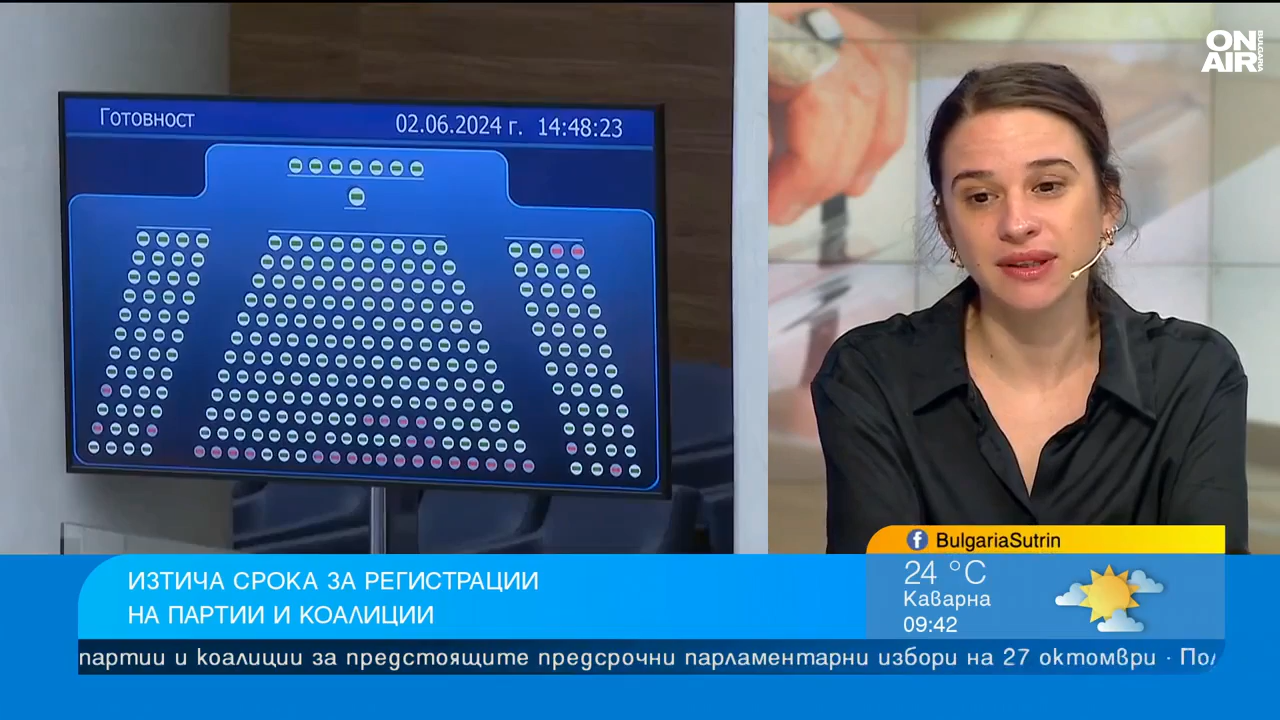 ON
AIR
BULGARIA
Готовност
02.06.2024 г. 14:48:23
BulgariaSutrin
24 °C
Каварна
09:42
ИЗТИЧА СРОКА ЗА РЕГИСТРАЦИИ
НА ПАРТИИ И КОАЛИЦИИ
партии и коалиции за предстоящите предсрочни парламентарни избори на 27 октомври ·